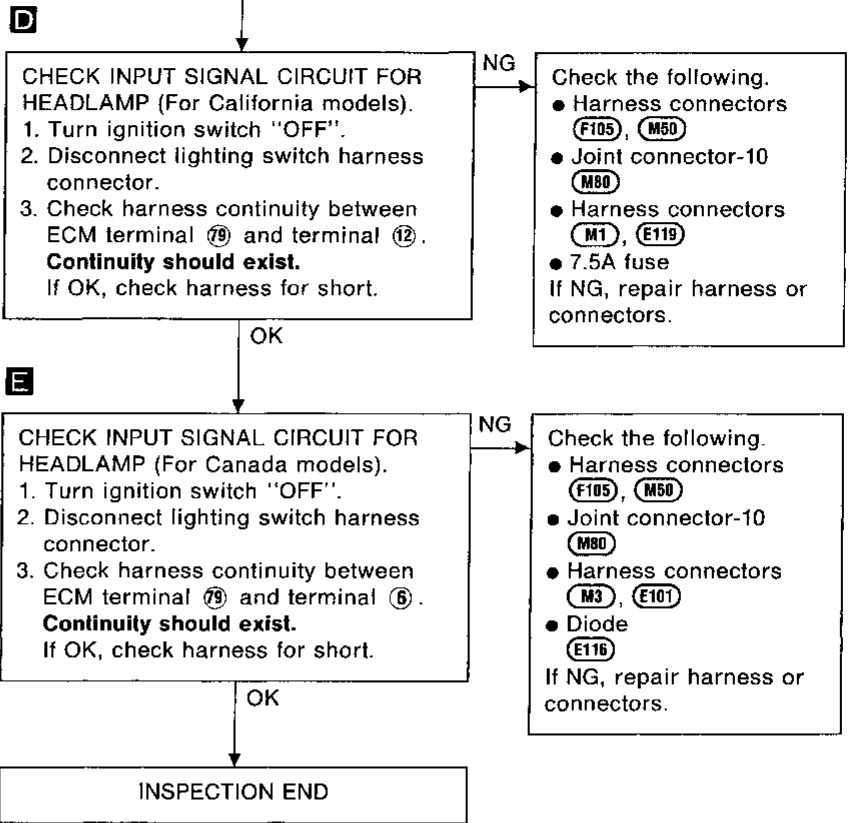 D
CHECK INPUT SIGNAL CIRCUIT FOR
HEADLAMP (For California models).
1. Turn ignition switch "OFF".
2. Disconnect lighting switch harness
connector.
3. Check harness continuity between
ECM terminal 79 and terminal 12.
Continuity should exist.
If OK, check harness for short.
NG
Check the following.
● Harness connectors
F105, M50
● Joint connector-10
M80
● Harness connectors
M1, E119
● 7.5A fuse
If NG, repair harness or
connectors.
OK
E
CHECK INPUT SIGNAL CIRCUIT FOR
HEADLAMP (For Canada models).
1. Turn ignition switch "OFF".
2. Disconnect lighting switch harness
connector.
3. Check harness continuity between
ECM terminal 79 and terminal 6.
Continuity should exist.
If OK, check harness for short.
NG
Check the following.
● Harness connectors
F105, M50
● Joint connector-10
M80
● Harness connectors
M3, E101
● Diode
E116
If NG, repair harness or
connectors.
OK
INSPECTION END